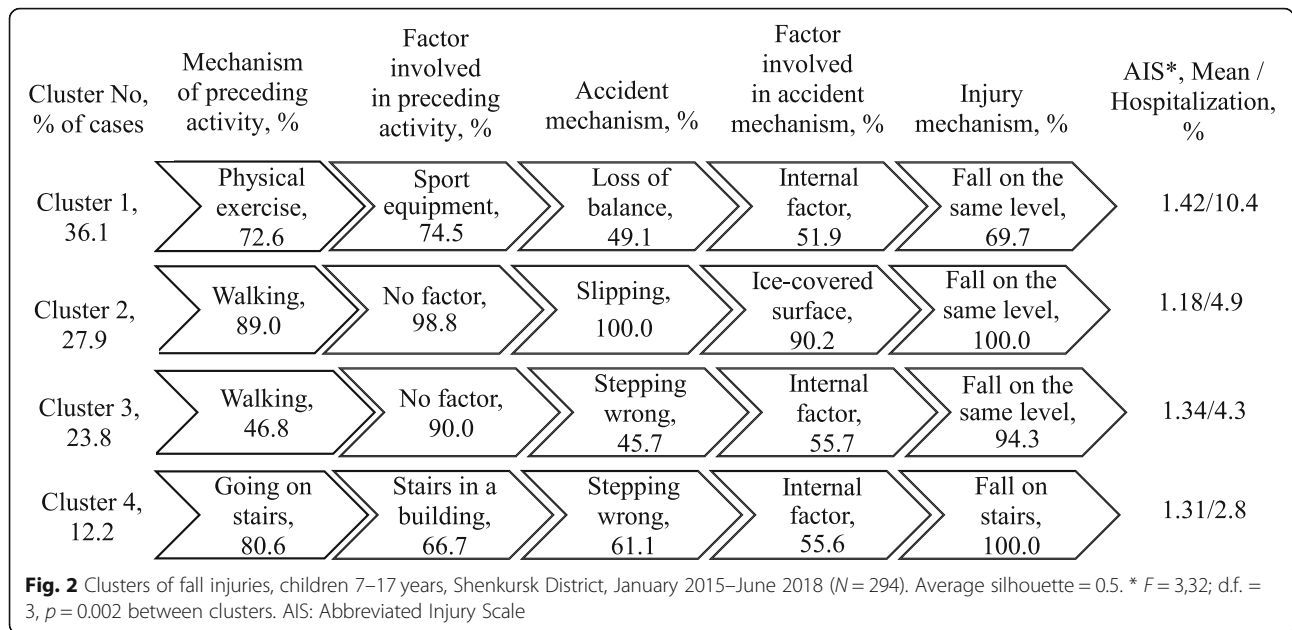 Cluster No,
% of cases
Mechanism
of preceding
activity, %
Factor
involved
in preceding
activity, %
Accident
mechanism, %
Factor
involved
in accident
mechanism, %
Injury
mechanism, %
AIS*, Mean /
Hospitalization,
%
Cluster 1,
36.1
Physical
exercise,
72.6
Sport
equipment,
74.5
Loss of
balance,
49.1
Internal
factor,
51.9
Fall on the
same level,
69.7
1.42/10.4
Cluster 2,
27.9
Walking,
89.0
No factor,
98.8
Slipping,
100.0
Ice-covered
surface,
90.2
Fall on the
same level,
100.0
1.18/4.9
Cluster 3,
23.8
Walking,
46.8
No factor,
90.0
Stepping
wrong,
45.7
Internal
factor,
55.7
Fall on the
same level,
94.3
1.34/4.3
Cluster 4,
12.2
Going on
stairs,
80.6
Stairs in a
building,
66.7
Stepping
wrong,
61.1
Internal
factor,
55.6
Fall on
stairs,
100.0
1.31/2.8
Fig. 2 Clusters of fall injuries, children 7–17 years, Shenkursk District, January 2015–June 2018 (N = 294). Average silhouette = 0.5. * F = 3,32; d.f. =
3, p = 0.002 between clusters. AIS: Abbreviated Injury Scale